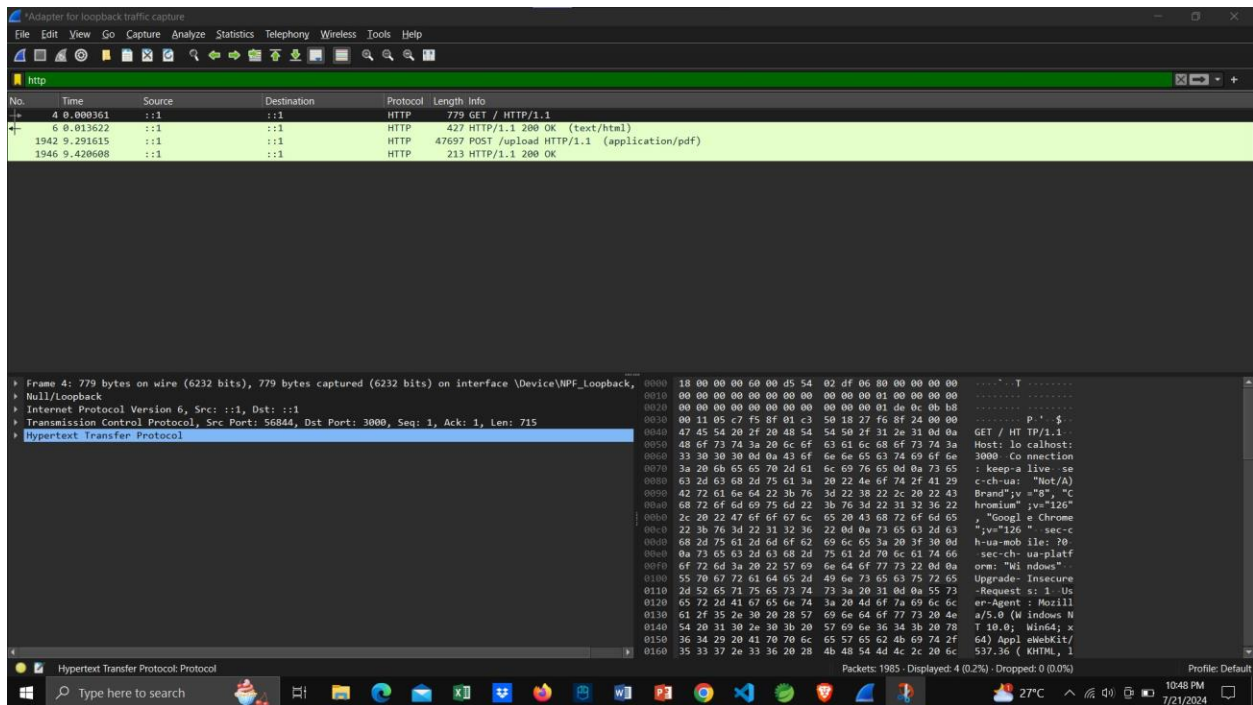 *Adapter for loopback traffic capture
File Edit View Go Capture Analyze Statistics Telephony Wireless Tools Help
http
No. Time Source Destination Protocol Length Info
4 0.000361 ::1 ::1 HTTP 779 GET / HTTP/1.1
6 0.013622 ::1 ::1 HTTP 427 HTTP/1.1 200 OK (text/html)
1942 9.291615 ::1 ::1 HTTP 47697 POST /upload HTTP/1.1 (application/pdf)
1946 9.420608 ::1 ::1 HTTP 213 HTTP/1.1 200 OK
Frame 4: 779 bytes on wire (6232 bits), 779 bytes captured (6232 bits) on interface \Device\NPF_Loopback,
Null/Loopback
Internet Protocol Version 6, Src: ::1, Dst: ::1
Transmission Control Protocol, Src Port: 56844, Dst Port: 3000, Seq: 1, Ack: 1, Len: 715
Hypertext Transfer Protocol
0000 18 00 00 00 60 00 d5 54 02 df 06 80 00 00 00 00 ····`··T ········
0010 00 00 00 00 00 00 00 00 00 00 00 01 00 00 00 00 ········ ········
0020 00 00 00 00 00 00 00 00 00 00 00 01 de 0c 0b b8 ········ ········
0030 00 11 05 c7 f5 8f 01 c3 50 18 27 f6 8f 24 00 00 ········ P·'··$··
0040 47 45 54 20 2f 20 48 54 54 50 2f 31 2e 31 0d 0a GET / HT TP/1.1··
0050 48 6f 73 74 3a 20 6c 6f 63 61 6c 68 6f 73 74 3a Host: lo calhost:
0060 33 30 30 30 0d 0a 43 6f 6e 6e 65 63 74 69 6f 6e 3000··Co nnection
0070 3a 20 6b 65 65 70 2d 61 6c 69 76 65 0d 0a 73 65 : keep-a live··se
0080 63 2d 63 68 2d 75 61 3a 20 22 4e 6f 74 2f 41 29 c-ch-ua: "Not/A)
0090 42 72 61 6e 64 22 3b 76 3d 22 38 22 2c 20 22 43 Brand";v ="8", "C
00a0 68 72 6f 6d 69 75 6d 22 3b 76 3d 22 31 32 36 22 hromium" ;v="126"
00b0 2c 20 22 47 6f 6f 67 6c 65 20 43 68 72 6f 6d 65 , "Googl e Chrome
00c0 22 3b 76 3d 22 31 32 36 22 0d 0a 73 65 63 2d 63 ";v="126 "··sec-c
00d0 68 2d 75 61 2d 6d 6f 62 69 6c 65 3a 20 3f 30 0d h-ua-mob ile: ?0·
00e0 0a 73 65 63 2d 63 68 2d 75 61 2d 70 6c 61 74 66 ·sec-ch- ua-platf
00f0 6f 72 6d 3a 20 22 57 69 6e 64 6f 77 73 22 0d 0a orm: "Wi ndows"··
0100 55 70 67 72 61 64 65 2d 49 6e 73 65 63 75 72 65 Upgrade- Insecure
0110 2d 52 65 71 75 65 73 74 73 3a 20 31 0d 0a 55 73 -Request s: 1··Us
0120 65 72 2d 41 67 65 6e 74 3a 20 4d 6f 7a 69 6c 6c er-Agent : Mozill
0130 61 2f 35 2e 30 20 28 57 69 6e 64 6f 77 73 20 4e a/5.0 (W indows N
0140 54 20 31 30 2e 30 3b 20 57 69 6e 36 34 3b 20 78 T 10.0; Win64; x
0150 36 34 29 20 41 70 70 6c 65 57 65 62 4b 69 74 2f 64) Appl eWebKit/
0160 35 33 37 2e 33 36 20 28 4b 48 54 4d 4c 2c 20 6c 537.36 ( KHTML, l
Hypertext Transfer Protocol: Protocol Packets: 1985 · Displayed: 4 (0.2%) · Dropped: 0 (0.0%) Profile: Default
Type here to search 27°C 10:48 PM
7/21/2024